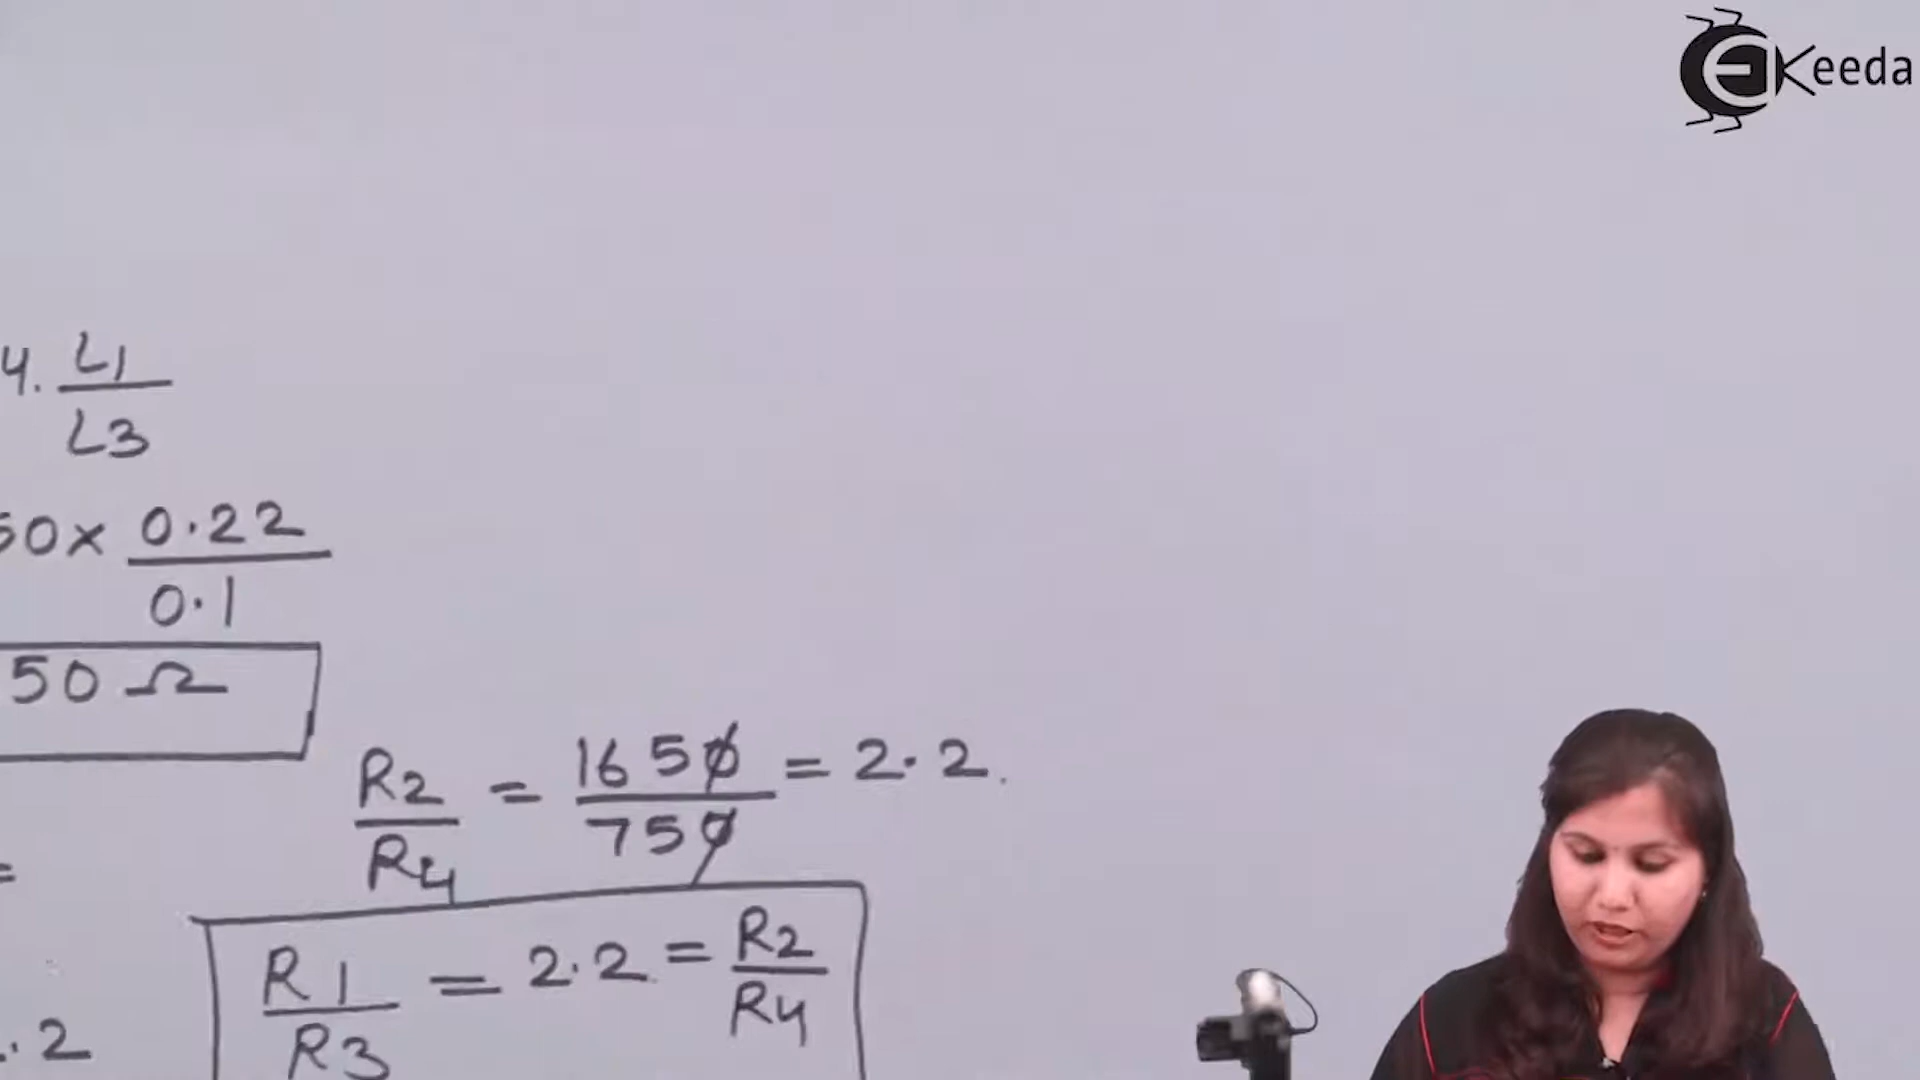 Keeda
4. L1
L3
50 x 0.22
0.1
50 Ω
R2 = 1650 = 2.2
R4 750
=
R1 = 2.2 = R2
R3 R4
.2